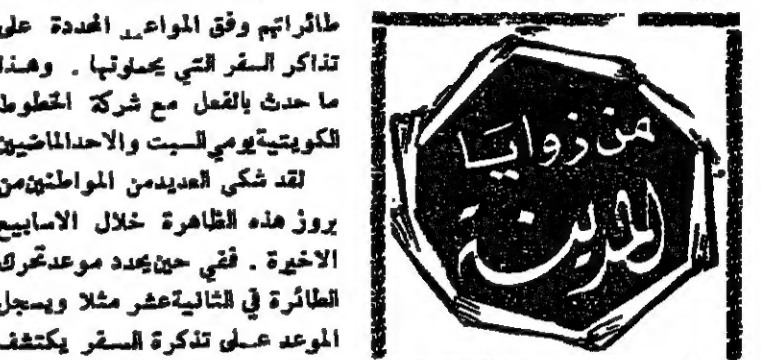 من زوايا
المدينة
طائراتهم وفق المواعيد المحددة على
تذاكر السفر التي يحملونها . وهذا
ما حدث بالفعل مع شركة الخطوط
الكويتية يومي السبت والاحد الماضيين
لقد شكى العديد من المواطنين من
بروز هذه الظاهرة خلال الاسابيع
الاخيرة . ففي حين يحدد موعد تحرك
الطائرة في الثانية عشر مثلا ويسجل
الموعد على تذكرة السفر يكتشف